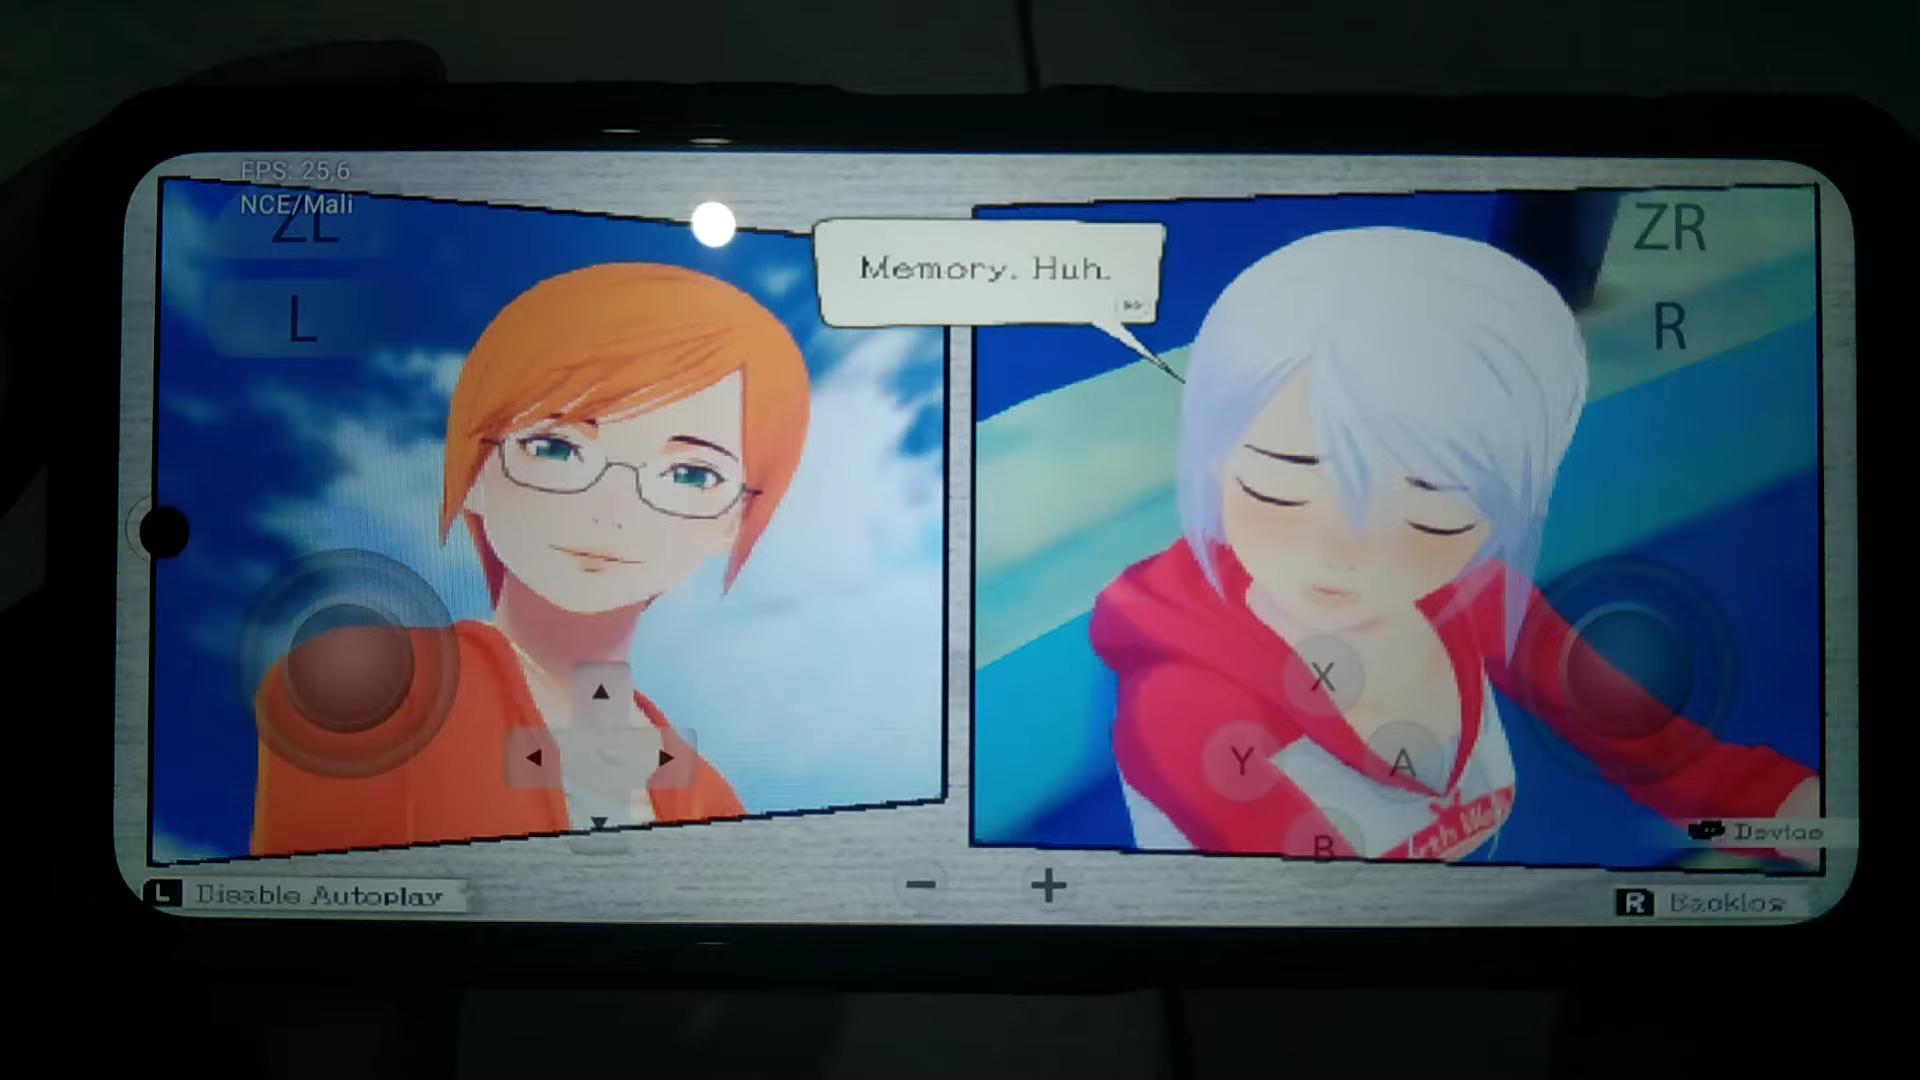 FPS: 25,6
NCE/Mali
ZL
L
ZR
R
Memory. Huh.
X
Y
A
B
Device
L Disable Autoplay
R Backlog